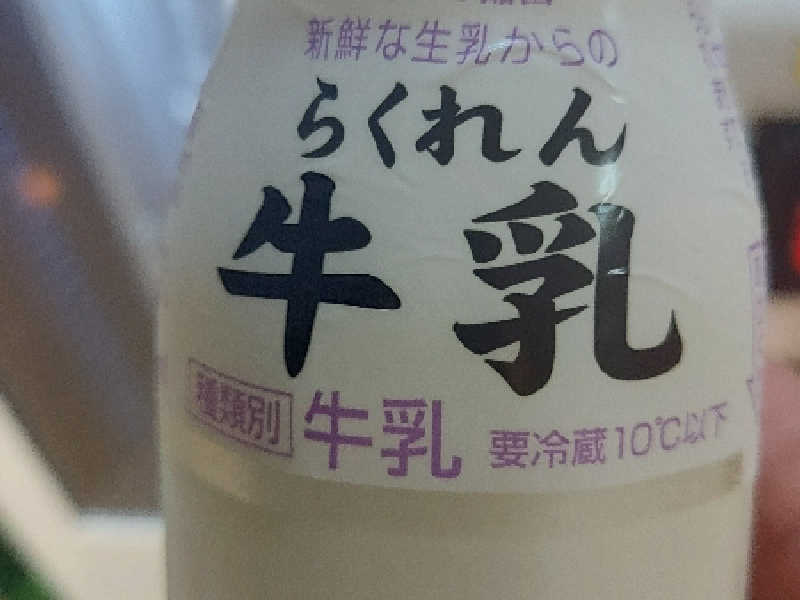 新鮮な生乳からの
らくれん
牛乳
種類別 牛乳 要冷蔵10℃以下